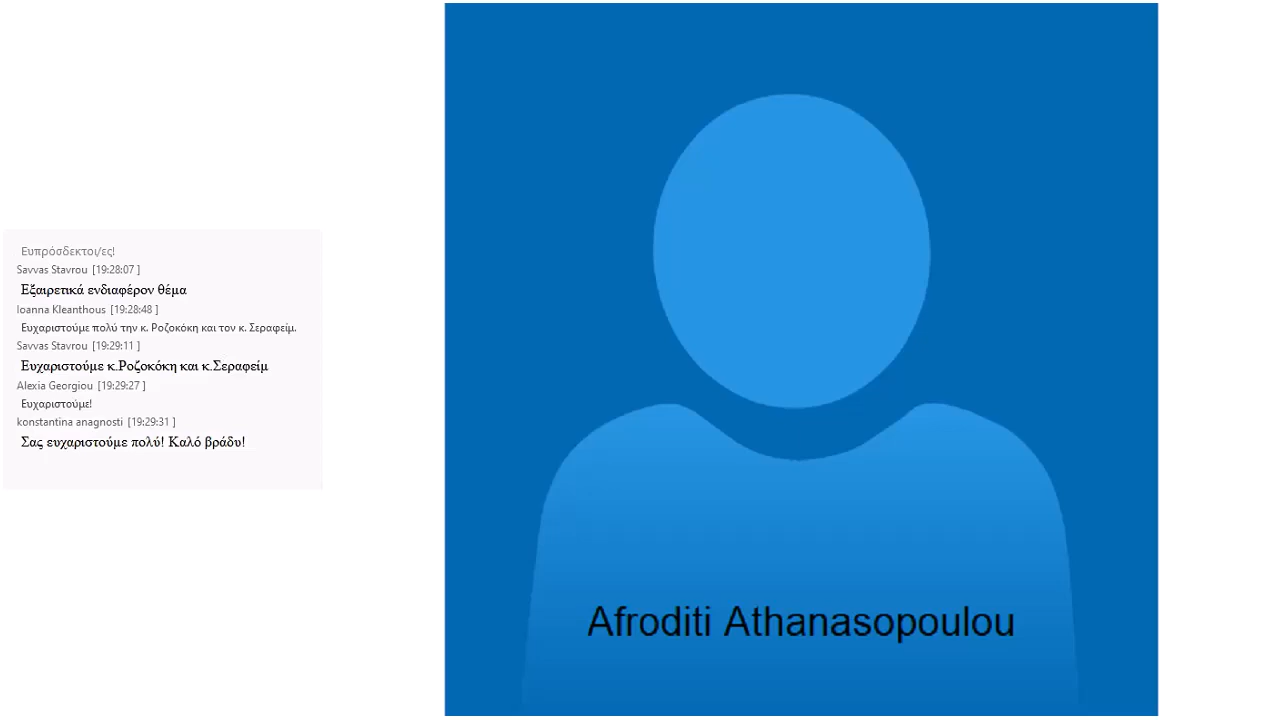 Ευπρόσδεκτοι/ες!
Savvas Stavrou [19:28:07 ]
Εξαιρετικά ενδιαφέρον θέμα
Ioanna Kleanthous [19:28:48 ]
Ευχαριστούμε πολύ την κ. Ροζοκόκη και τον κ. Σεραφείμ.
Savvas Stavrou [19:29:11 ]
Ευχαριστούμε κ.Ροζοκόκη και κ.Σεραφείμ
Alexia Georgiou [19:29:27 ]
Ευχαριστούμε!
konstantina anagnosti [19:29:31 ]
Σας ευχαριστούμε πολύ! Καλό βράδυ!
Afroditi Athanasopoulou